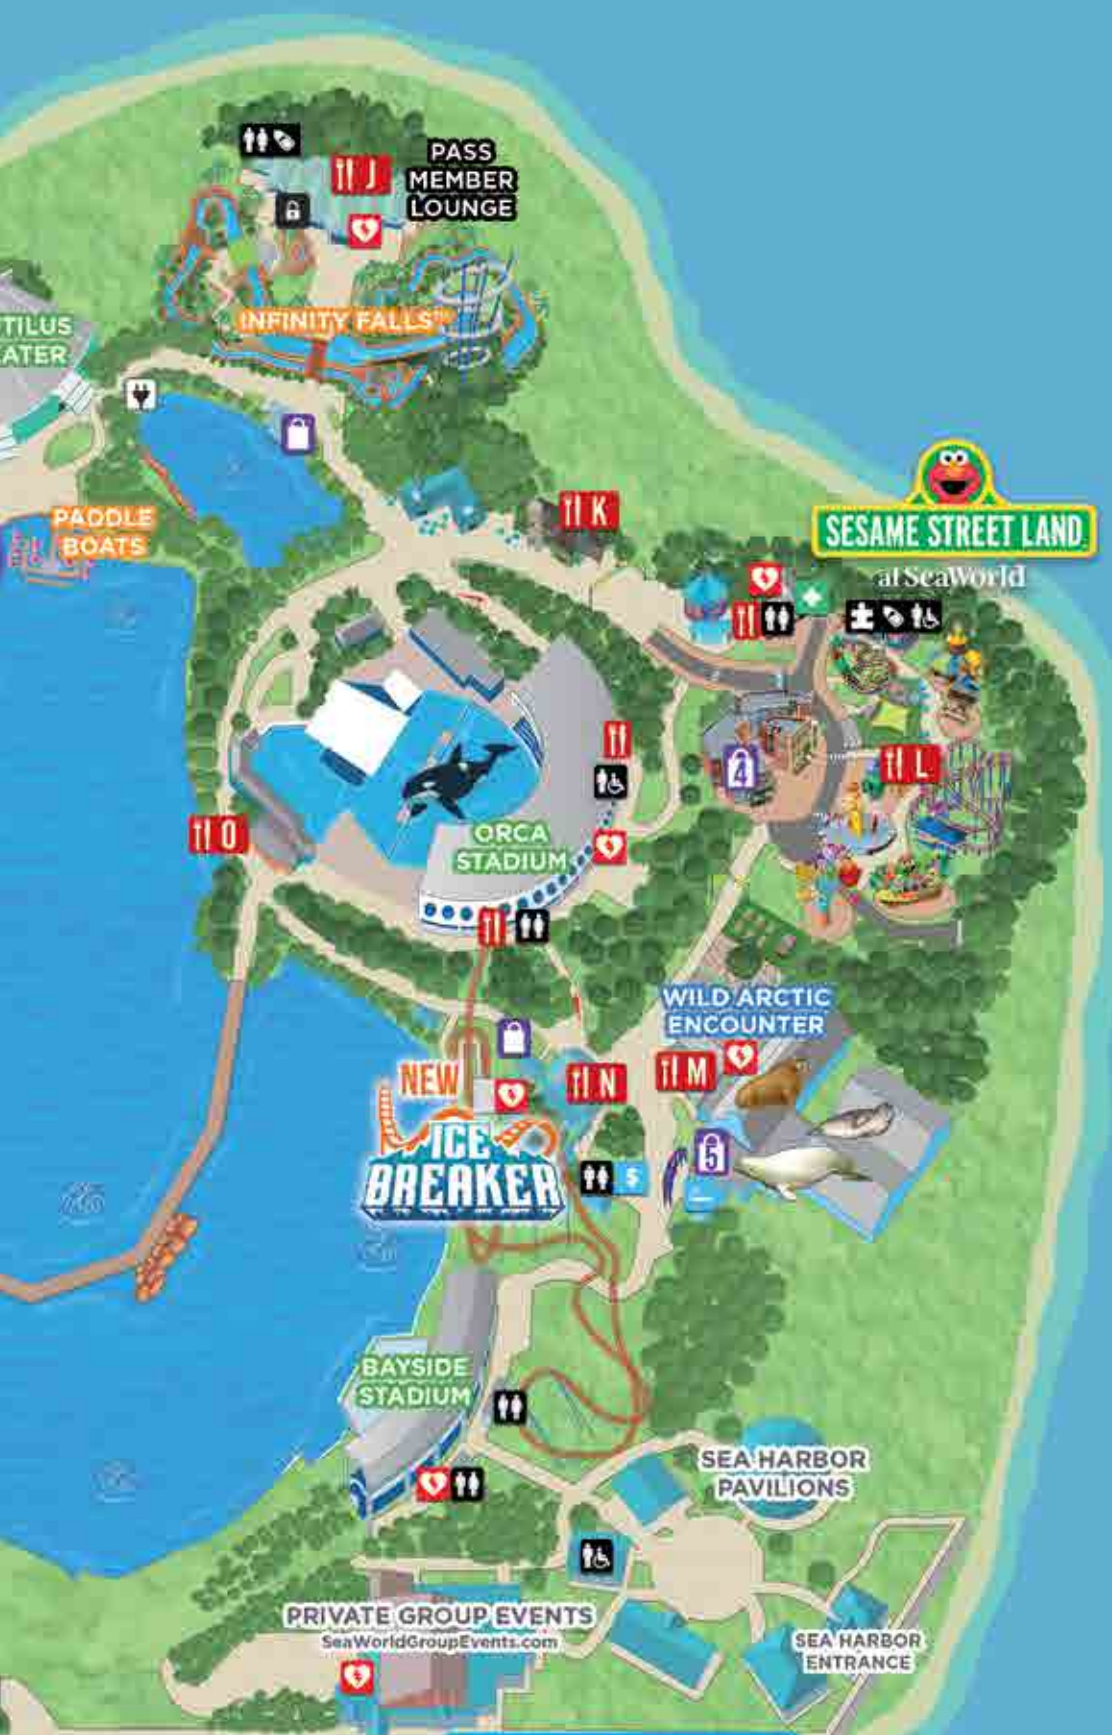 PASS
MEMBER
LOUNGE
J
INFINITY FALLS™
TILUS
ATER
PADDLE
BOATS
K
SESAME STREET LAND
at SeaWorld
4
L
O
ORCA
STADIUM
WILD ARCTIC
ENCOUNTER
NEW
ICE
BREAKER
N
M
5
$
BAYSIDE
STADIUM
SEA HARBOR
PAVILIONS
PRIVATE GROUP EVENTS
SeaWorldGroupEvents.com
SEA HARBOR
ENTRANCE